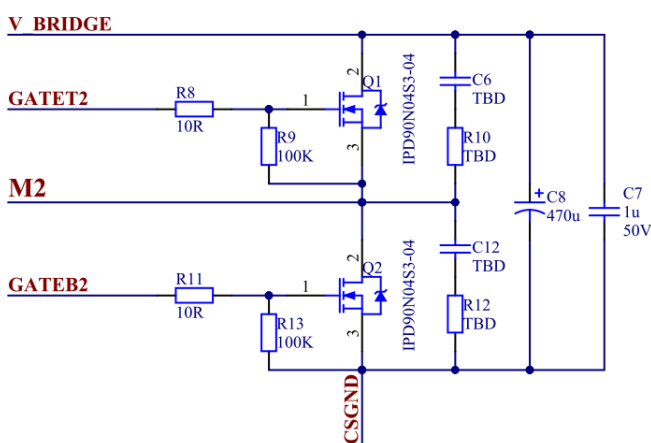 V_BRIDGE
2
Q1
C6
TBD
GATET2
R8
10R
1
IPD90N04S3-04
R9
100K
3
R10
TBD
M2
C8
470u
+
C7
1u
50V
2
Q2
C12
TBD
GATEB2
R11
10R
1
IPD90N04S3-04
R13
100K
3
R12
TBD
CSGND